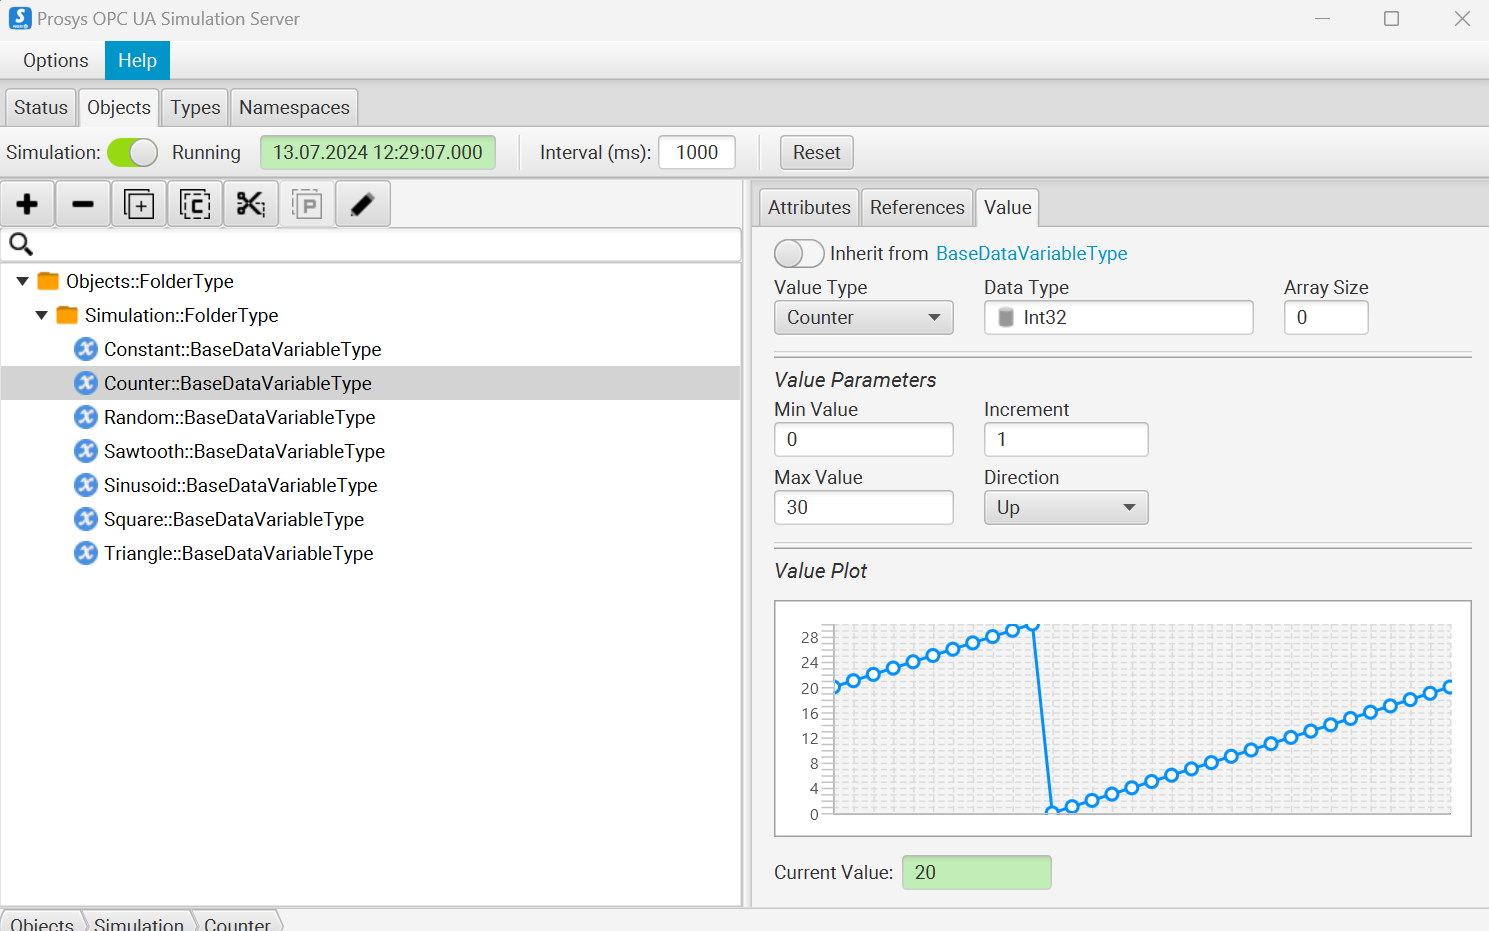 Prosys OPC UA Simulation Server
Options Help
Status Objects Types Namespaces
Simulation: Running 13.07.2024 12:29:07.000 Interval (ms): 1000 Reset
C P
Objects::FolderType
Simulation::FolderType
Constant::BaseDataVariableType
Counter::BaseDataVariableType
Random::BaseDataVariableType
Sawtooth::BaseDataVariableType
Sinusoid::BaseDataVariableType
Square::BaseDataVariableType
Triangle::BaseDataVariableType
Attributes References Value
Inherit from BaseDataVariableType
Value Type Data Type Array Size
Counter Int32 0
Value Parameters
Min Value Increment
0 1
Max Value Direction
30 Up
Value Plot
28
24
20
16
12
8
4
0
Current Value: 20
Objects Simulation Counter